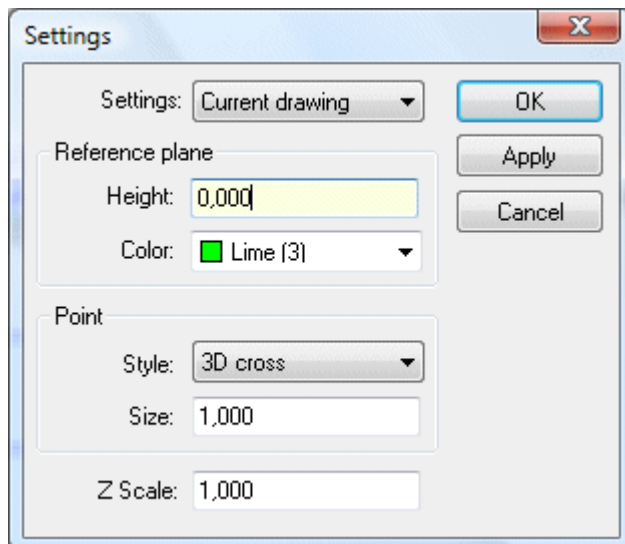 Settings
Settings: Current drawing
OK
Reference plane
Apply
Height: 0,000
Cancel
Color: Lime (3)
Point
Style: 3D cross
Size: 1,000
Z Scale: 1,000